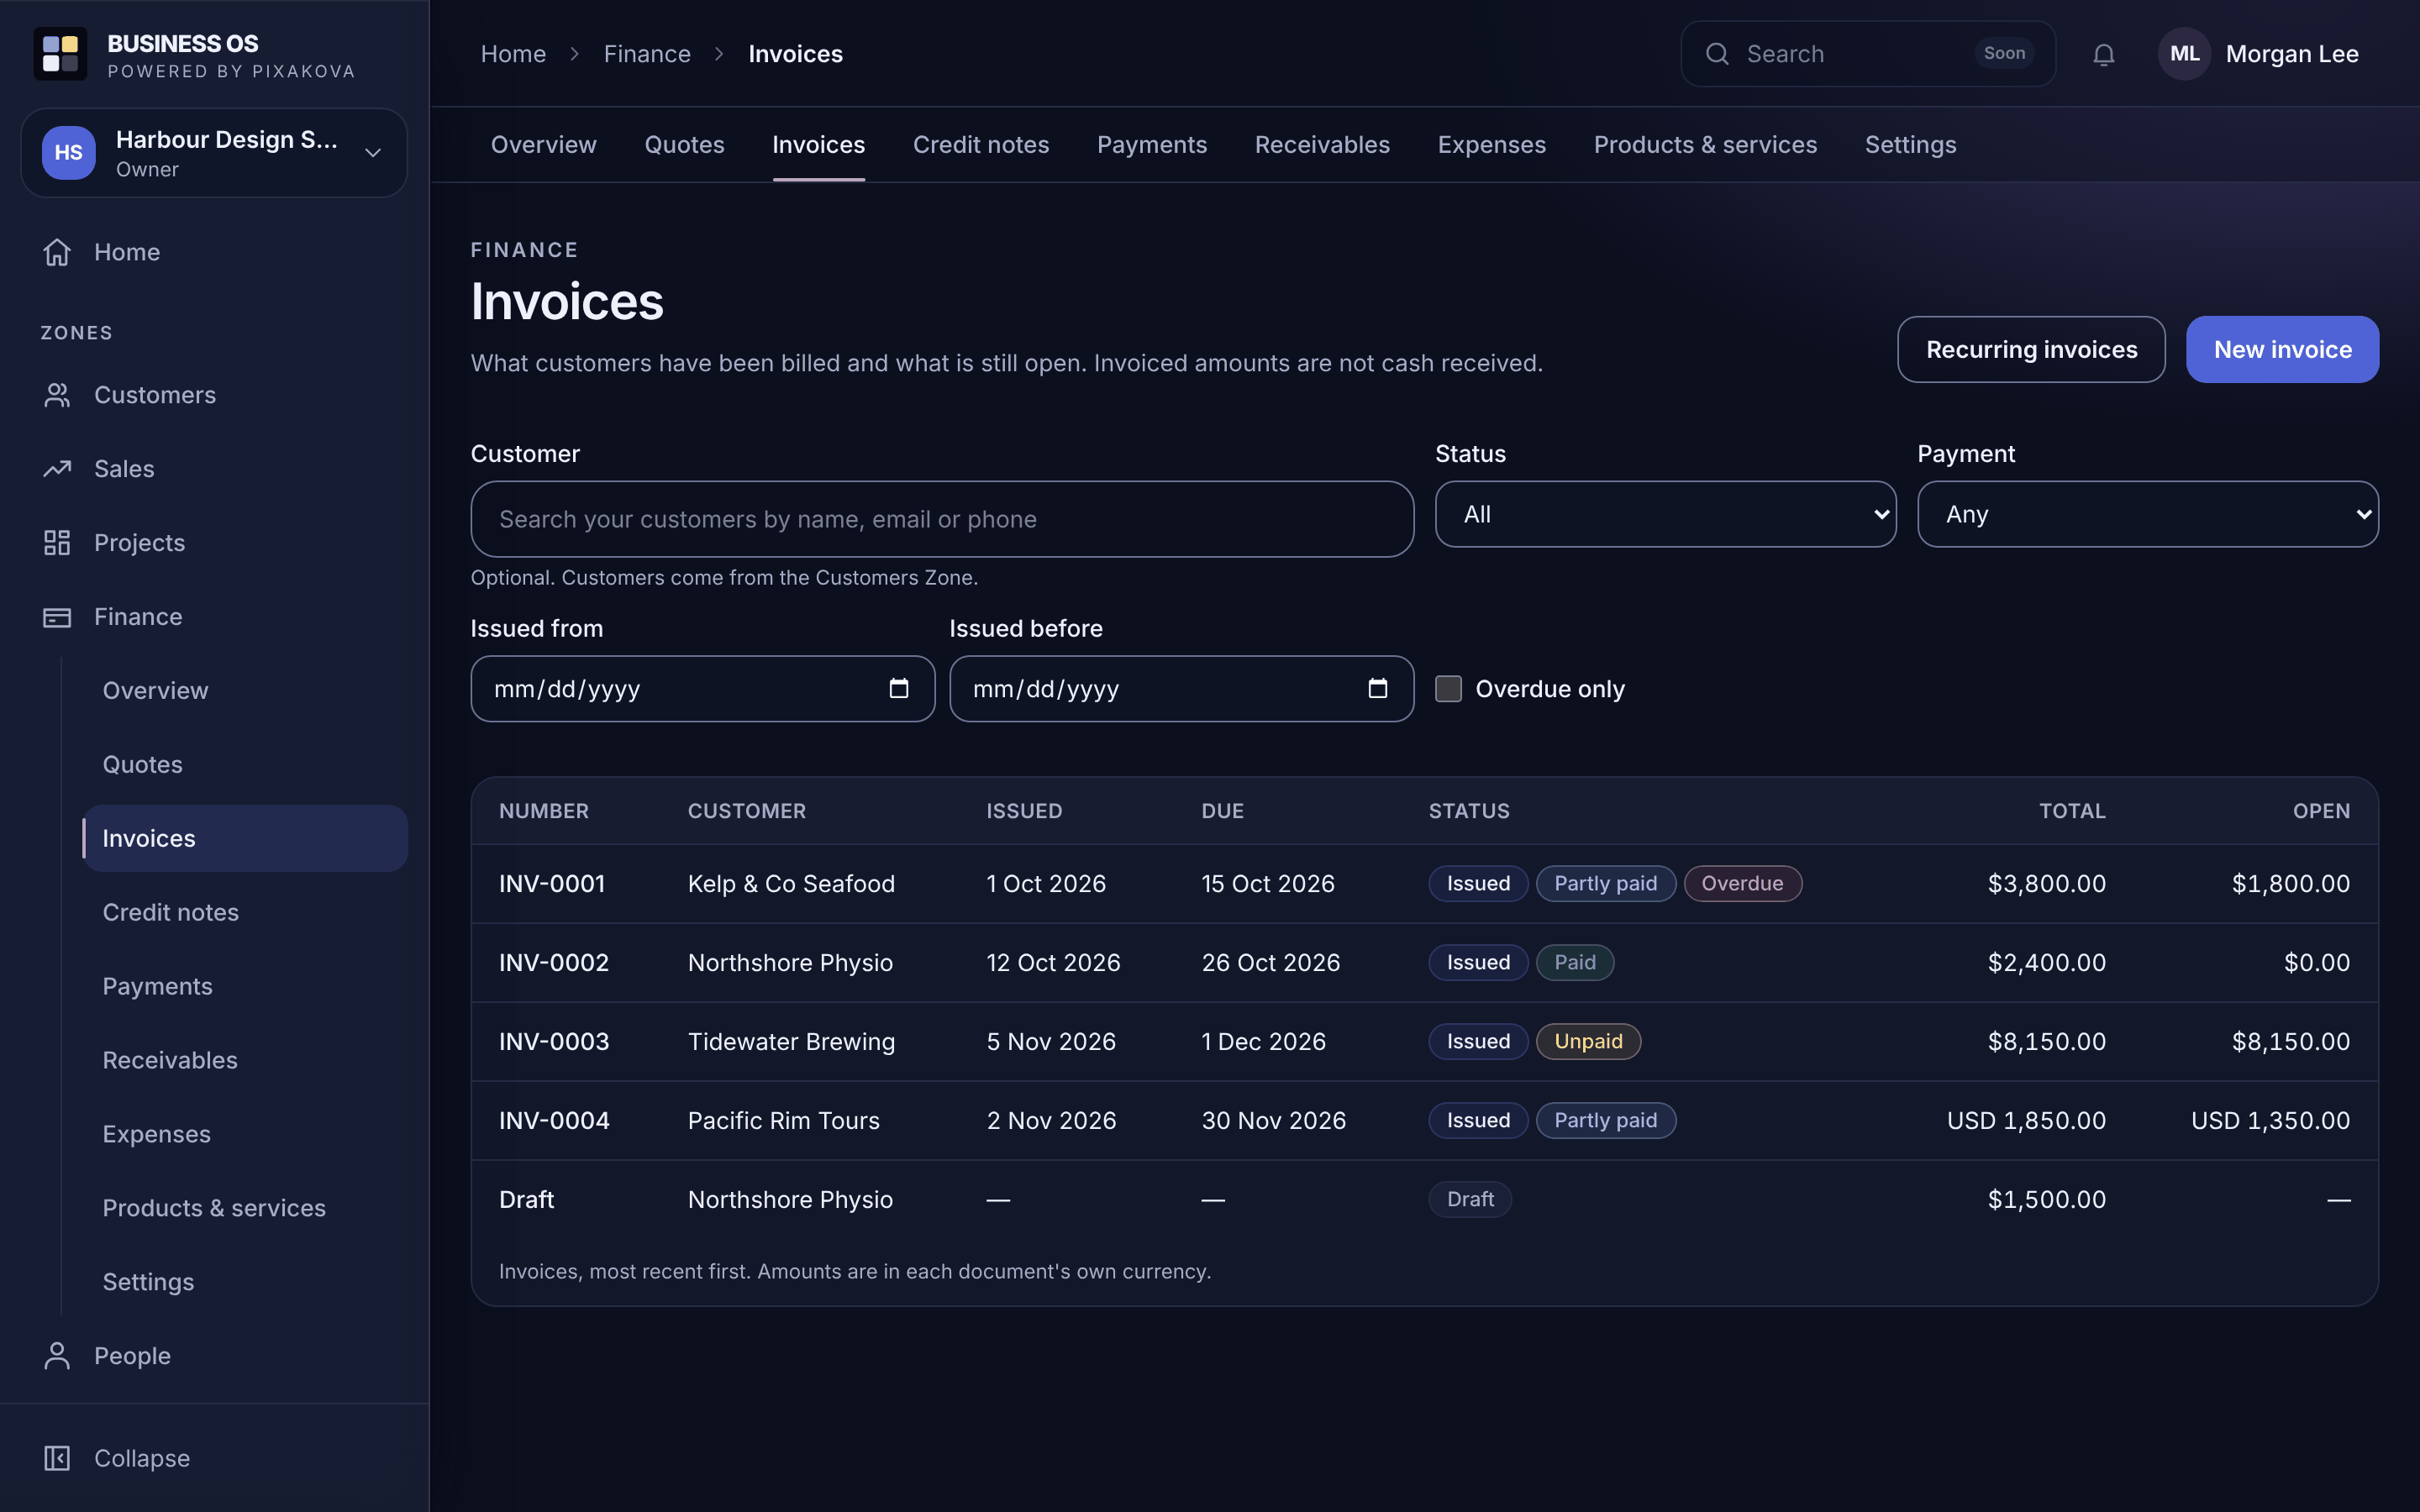 BUSINESS OS
POWERED BY PIXAKOVA
HS
Harbour Design S...
Owner
Home
ZONES
Customers
Sales
Projects
Finance
Overview
Quotes
Invoices
Credit notes
Payments
Receivables
Expenses
Products & services
Settings
People
Collapse
Home > Finance > Invoices
Search Soon
ML Morgan Lee
Overview Quotes Invoices Credit notes Payments Receivables Expenses Products & services Settings
FINANCE
Invoices
What customers have been billed and what is still open. Invoiced amounts are not cash received.
Recurring invoices New invoice
Customer Status Payment
Search your customers by name, email or phone All Any
Optional. Customers come from the Customers Zone.
Issued from Issued before
mm/dd/yyyy mm/dd/yyyy Overdue only
NUMBER CUSTOMER ISSUED DUE STATUS TOTAL OPEN
INV-0001 Kelp & Co Seafood 1 Oct 2026 15 Oct 2026 Issued Partly paid Overdue $3,800.00 $1,800.00
INV-0002 Northshore Physio 12 Oct 2026 26 Oct 2026 Issued Paid $2,400.00 $0.00
INV-0003 Tidewater Brewing 5 Nov 2026 1 Dec 2026 Issued Unpaid $8,150.00 $8,150.00
INV-0004 Pacific Rim Tours 2 Nov 2026 30 Nov 2026 Issued Partly paid USD 1,850.00 USD 1,350.00
Draft Northshore Physio — — Draft $1,500.00 —
Invoices, most recent first. Amounts are in each document's own currency.